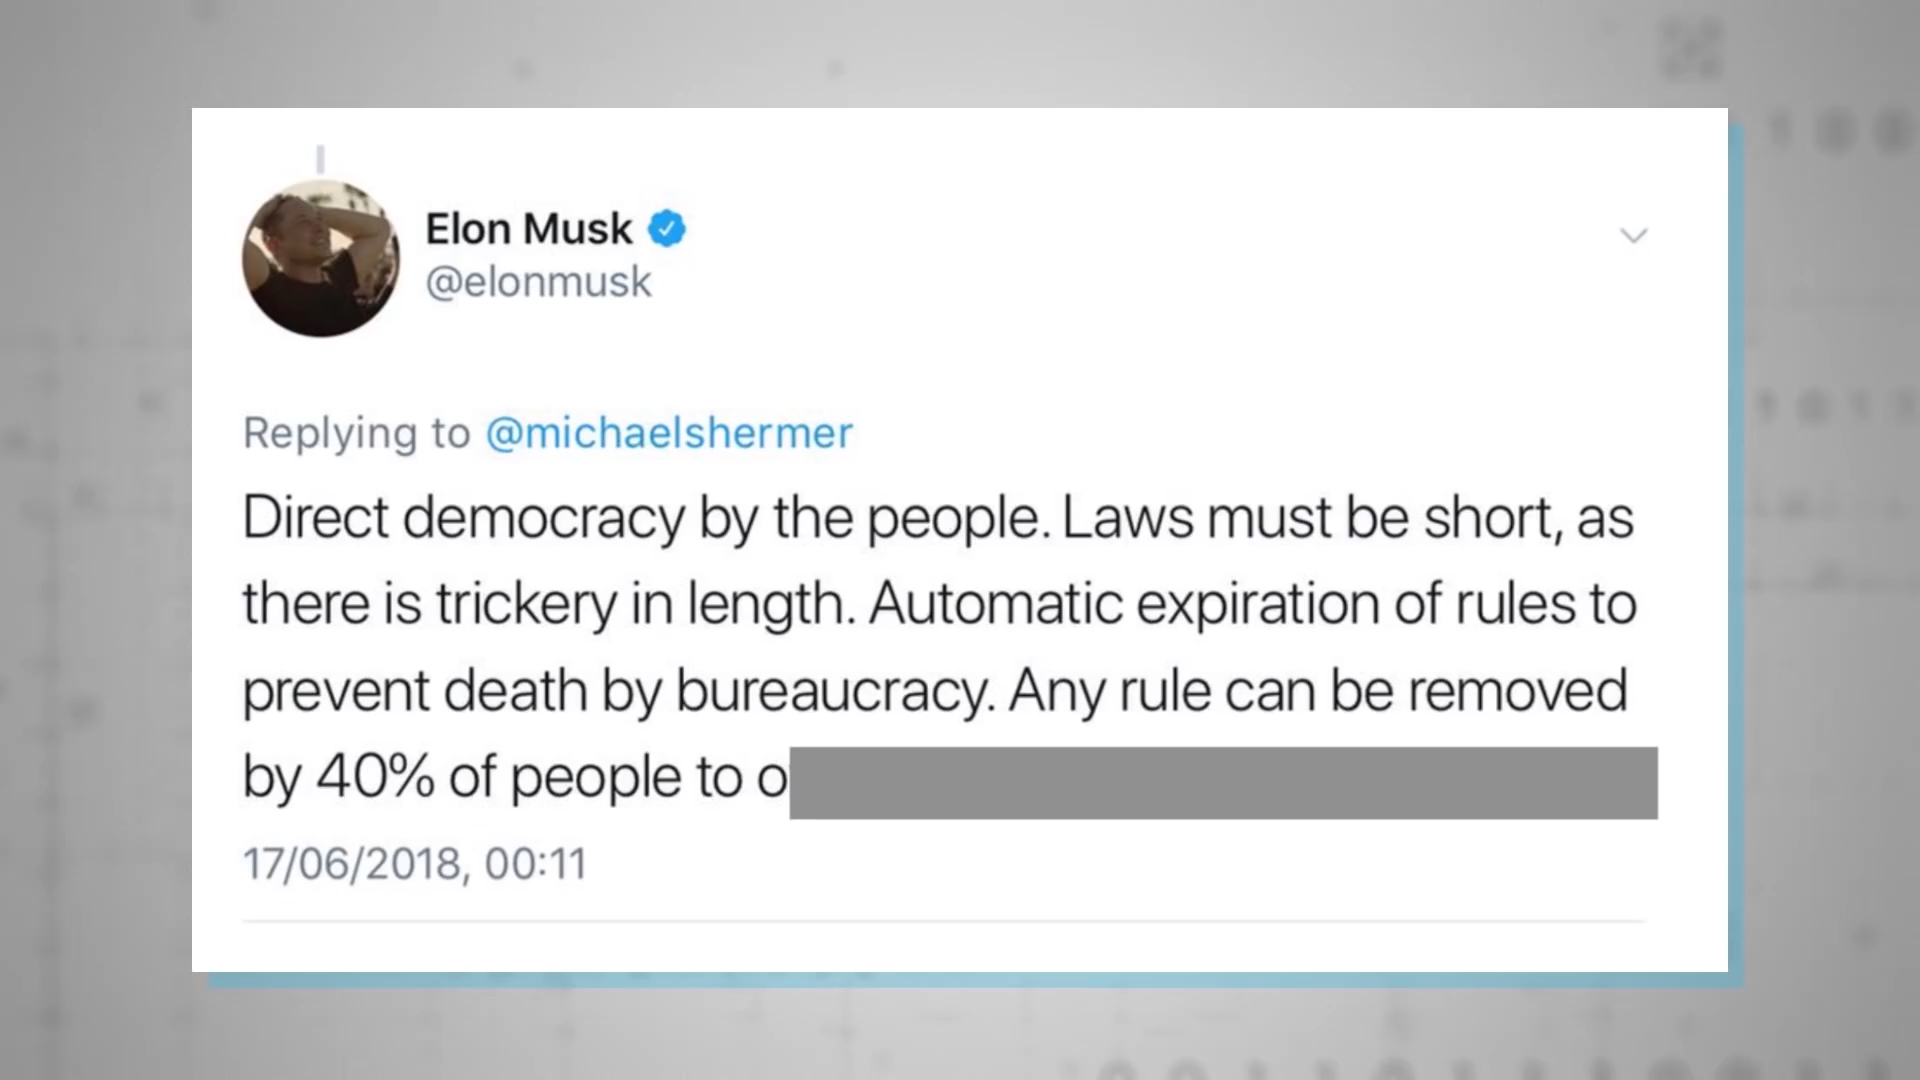 Elon Musk
@elonmusk
Replying to @michaelshermer
Direct democracy by the people. Laws must be short, as
there is trickery in length. Automatic expiration of rules to
prevent death by bureaucracy. Any rule can be removed
by 40% of people to
17/06/2018, 00:11